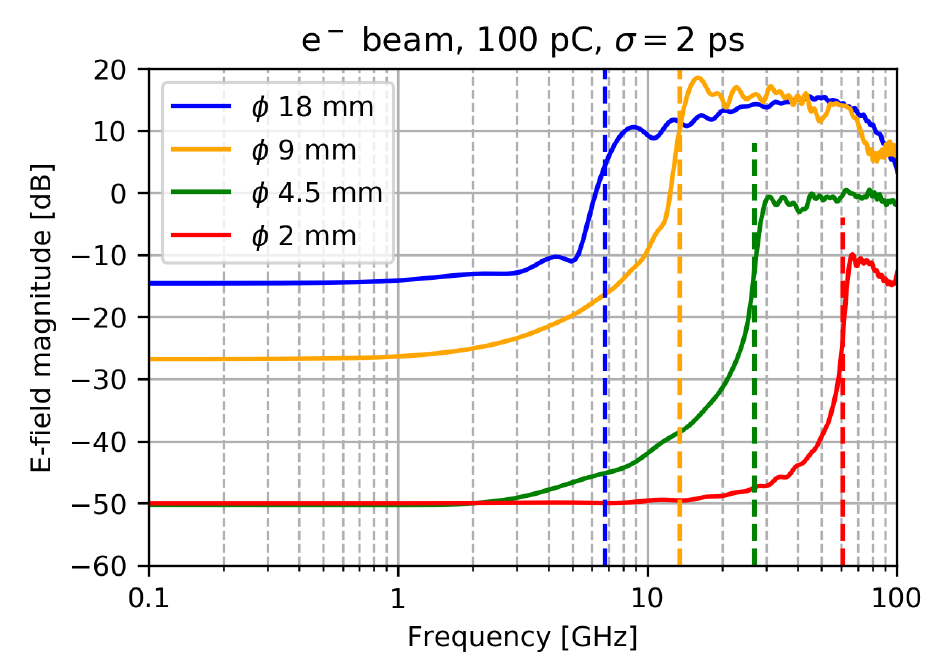 e⁻ beam, 100 pC, σ = 2 ps
20
10
0
−10
−20
−30
−40
−50
−60
E-field magnitude [dB]
ϕ 18 mm
ϕ 9 mm
ϕ 4.5 mm
ϕ 2 mm
0.1 1 10 100
Frequency [GHz]